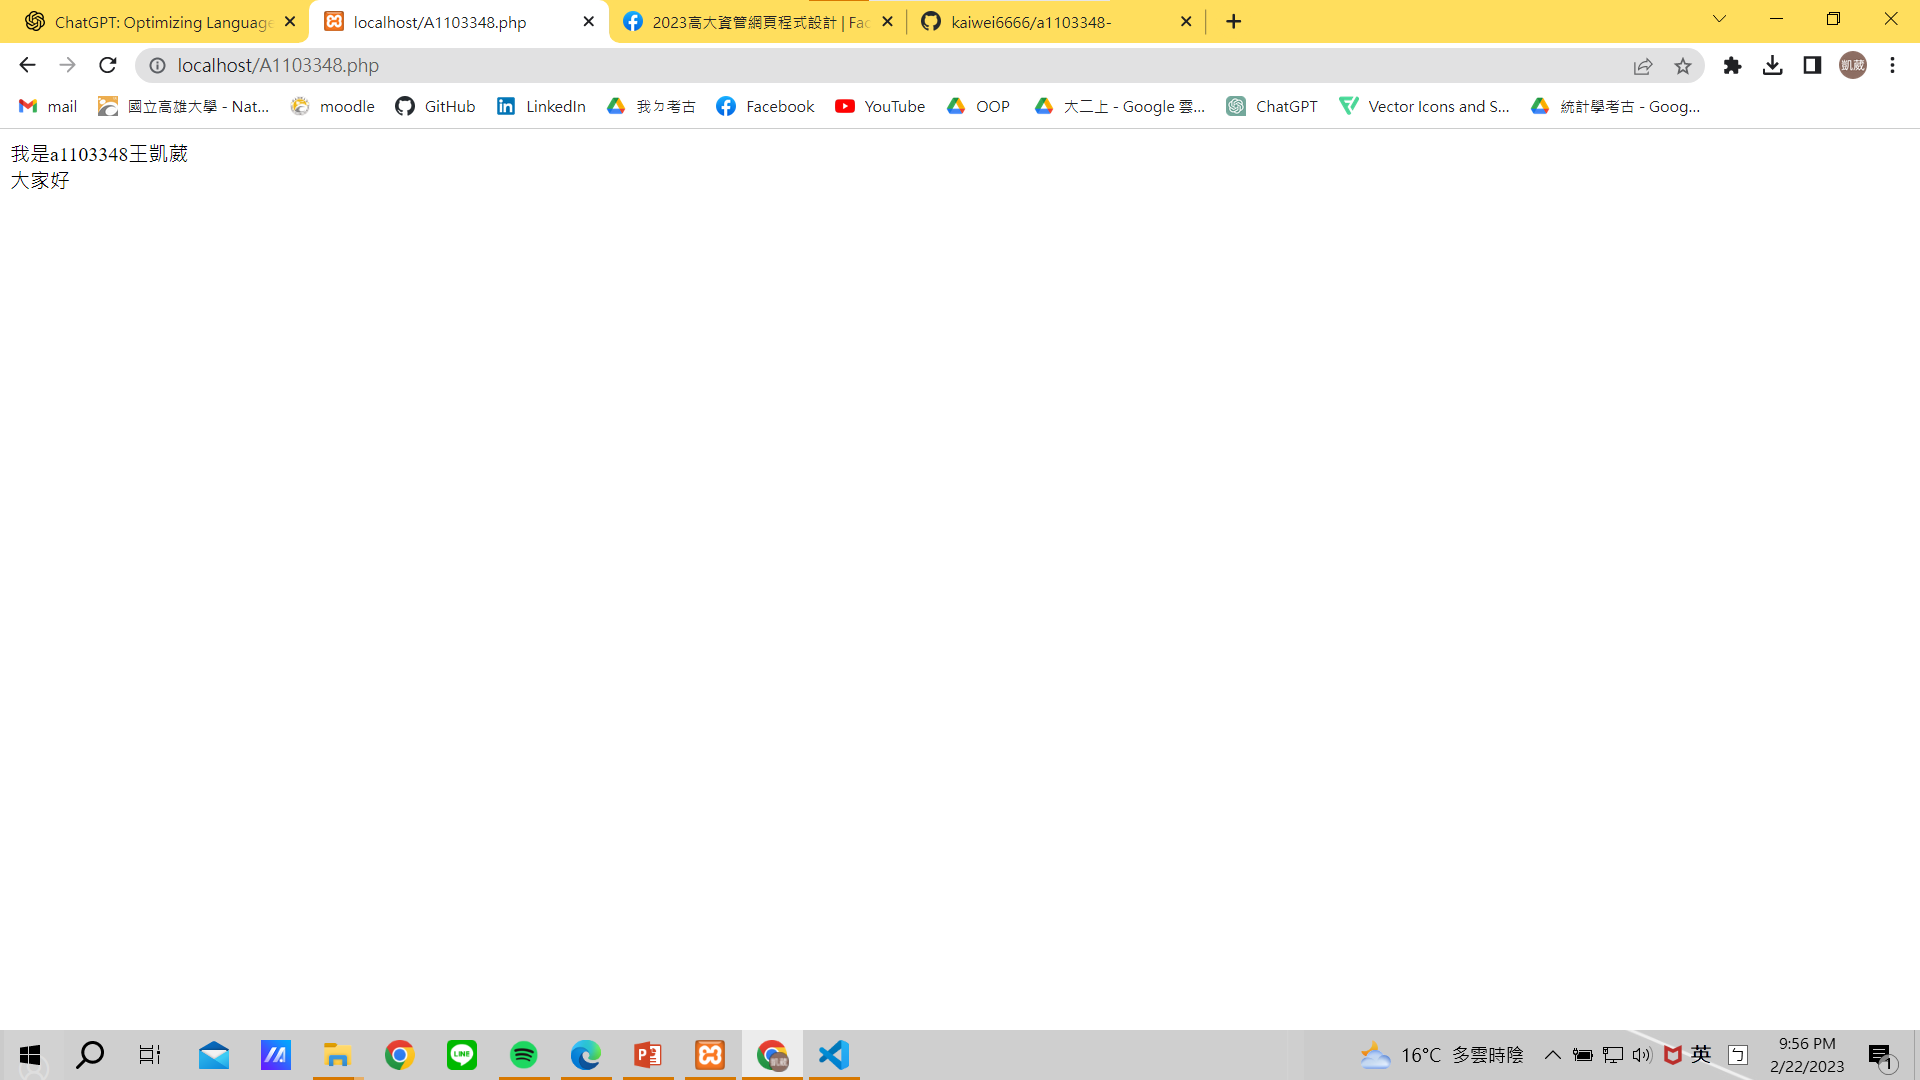 ChatGPT: Optimizing Language
localhost/A1103348.php
2023高大資管網頁程式設計 | Fac
kaiwei6666/a1103348-
localhost/A1103348.php
凱葳
mail
國立高雄大學 - Nat...
moodle
GitHub
LinkedIn
我ㄉ考古
Facebook
YouTube
OOP
大二上 - Google 雲...
ChatGPT
Vector Icons and S...
統計學考古 - Goog...
我是a1103348王凱葳
大家好
16°C 多雲時陰
英
ㄅ
9:56 PM
2/22/2023
1